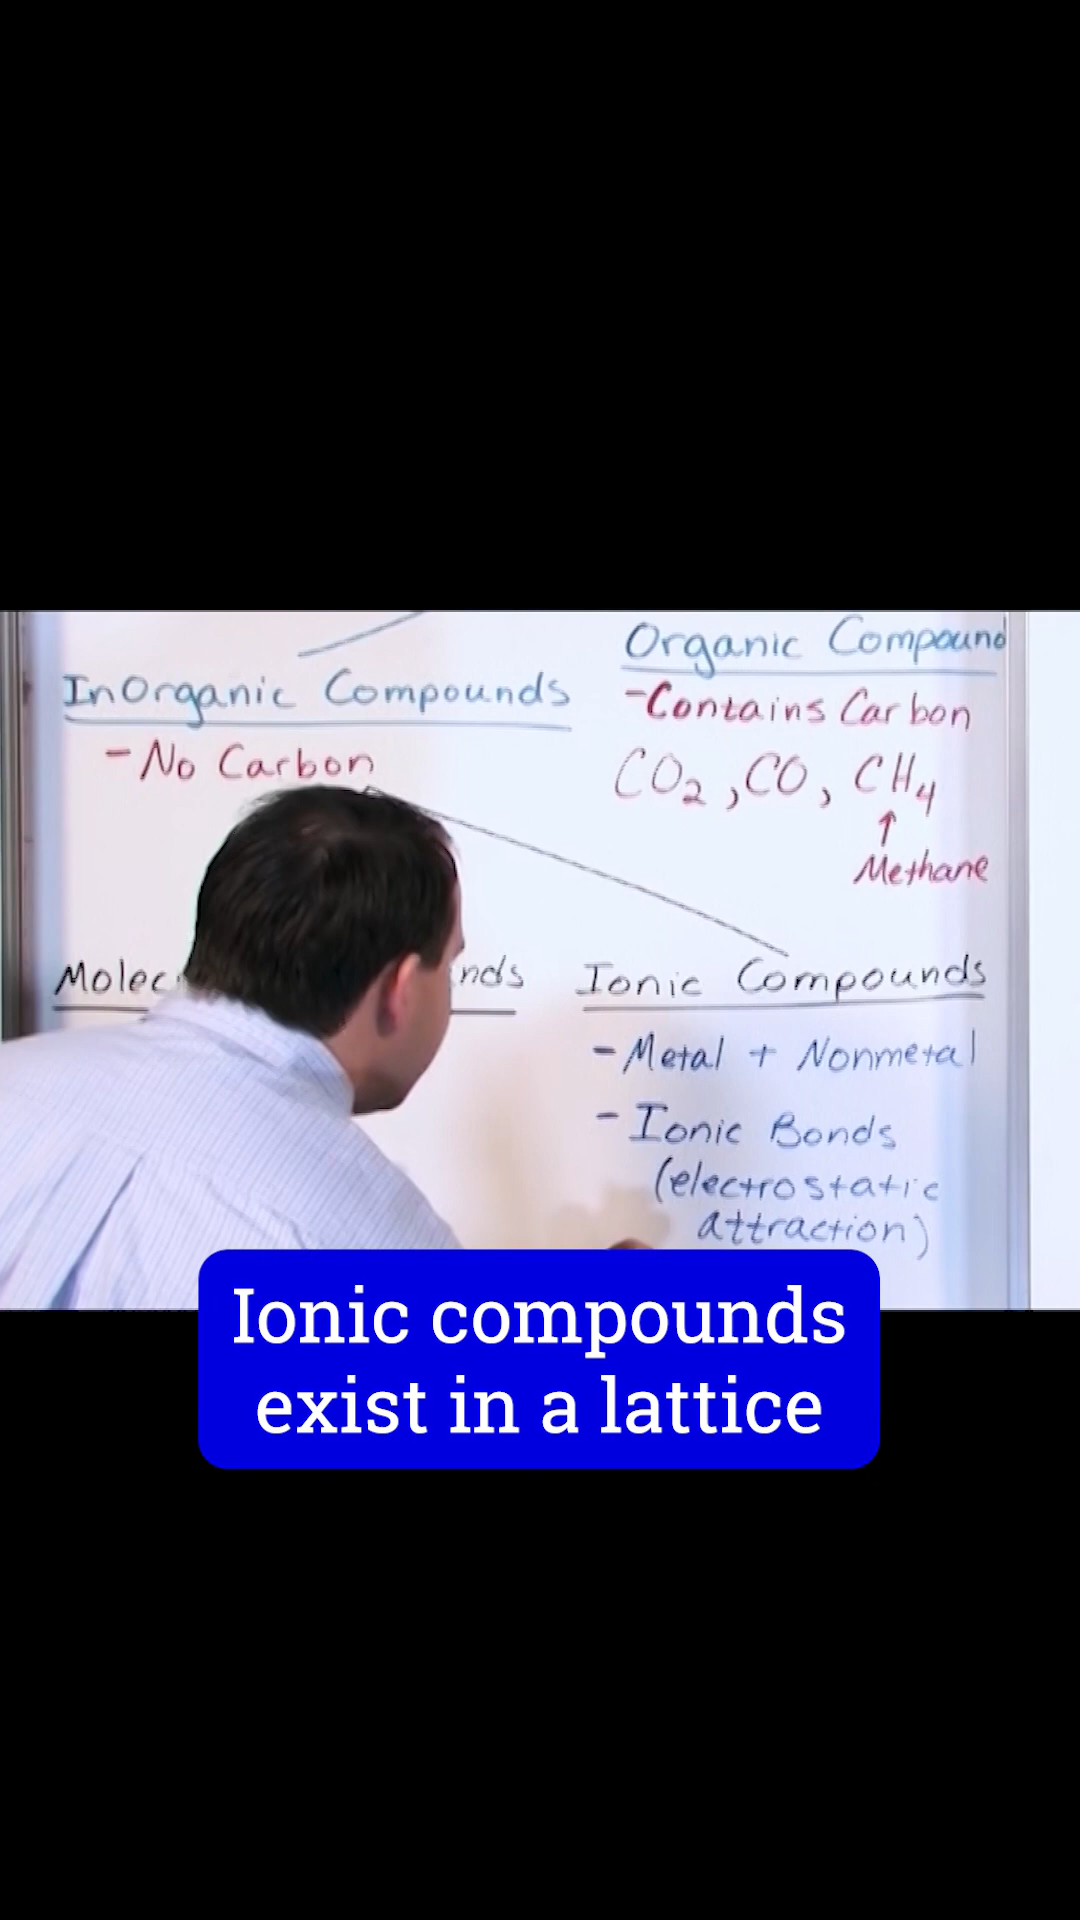 InOrganic Compounds
- No Carbon
Organic Compound
- Contains Carbon
CO₂, CO, CH₄
↑
Methane
nds
Ionic Compounds
- Metal + Nonmetal
- Ionic Bonds
(electrostatic
attraction)
Ionic compounds
exist in a lattice